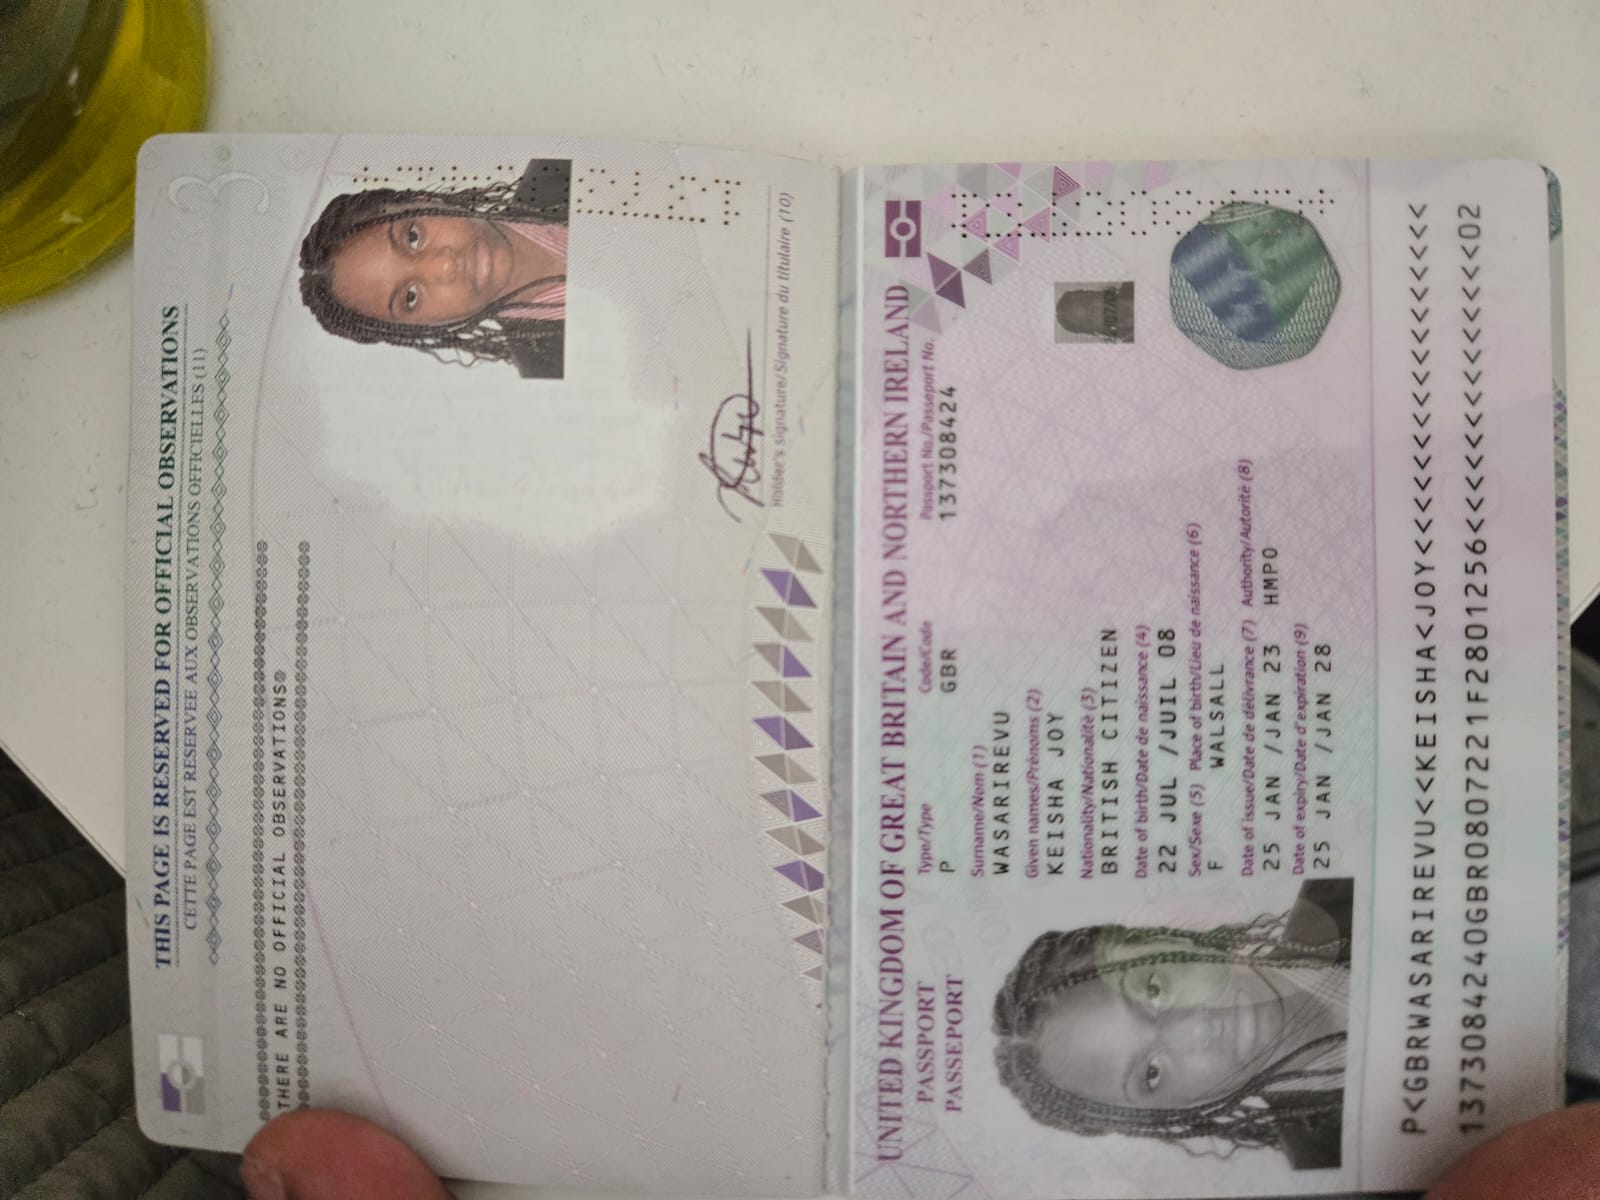 3
THIS PAGE IS RESERVED FOR OFFICIAL OBSERVATIONS
CETTE PAGE EST RESERVEE AUX OBSERVATIONS OFFICIELLES (11)
THERE ARE NO OFFICIAL OBSERVATIONS
Holder's signature/Signature du titulaire (10)
UNITED KINGDOM OF GREAT BRITAIN AND NORTHERN IRELAND
PASSPORT
PASSEPORT
Type/Type Code/Code Passport No./Passeport No.
P GBR 137308424
Surname/Nom (1)
WASARIREVU
Given names/Prénoms (2)
KEISHA JOY
Nationality/Nationalité (3)
BRITISH CITIZEN
Date of birth/Date de naissance (4)
22 JUL /JUIL 08
Sex/Sexe (5) Place of birth/Lieu de naissance (6)
F WALSALL
Date of issue/Date de délivrance (7) Authority/Autorité (8)
25 JAN /JAN 23 HMPO
Date of expiry/Date d'expiration (9)
25 JAN /JAN 28
P<GBRWASARIREVU<<KEISHA<JOY<<<<<<<<<<<<<<<<<
1373084240GBR0807221F2801256<<<<<<<<<<<<<<02